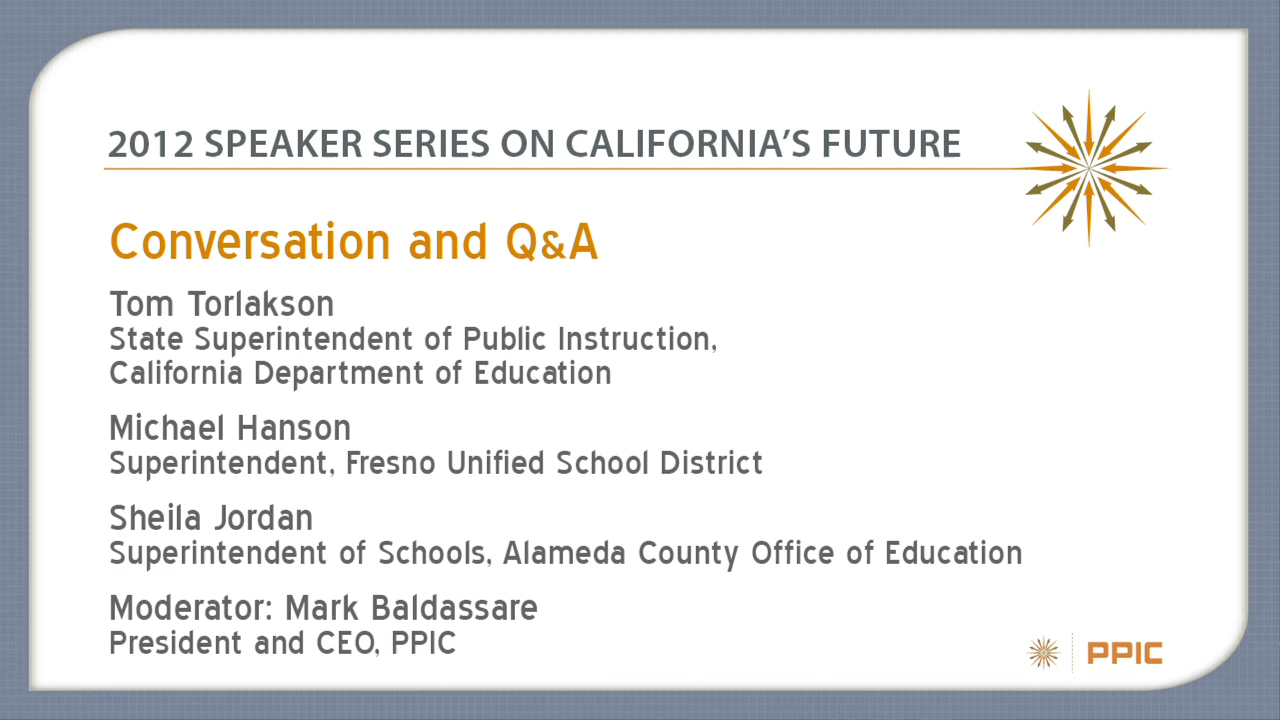 2012 SPEAKER SERIES ON CALIFORNIA'S FUTURE
Conversation and Q&A
Tom Torlakson
State Superintendent of Public Instruction,
California Department of Education
Michael Hanson
Superintendent, Fresno Unified School District
Sheila Jordan
Superintendent of Schools, Alameda County Office of Education
Moderator: Mark Baldassare
President and CEO, PPIC
PPIC